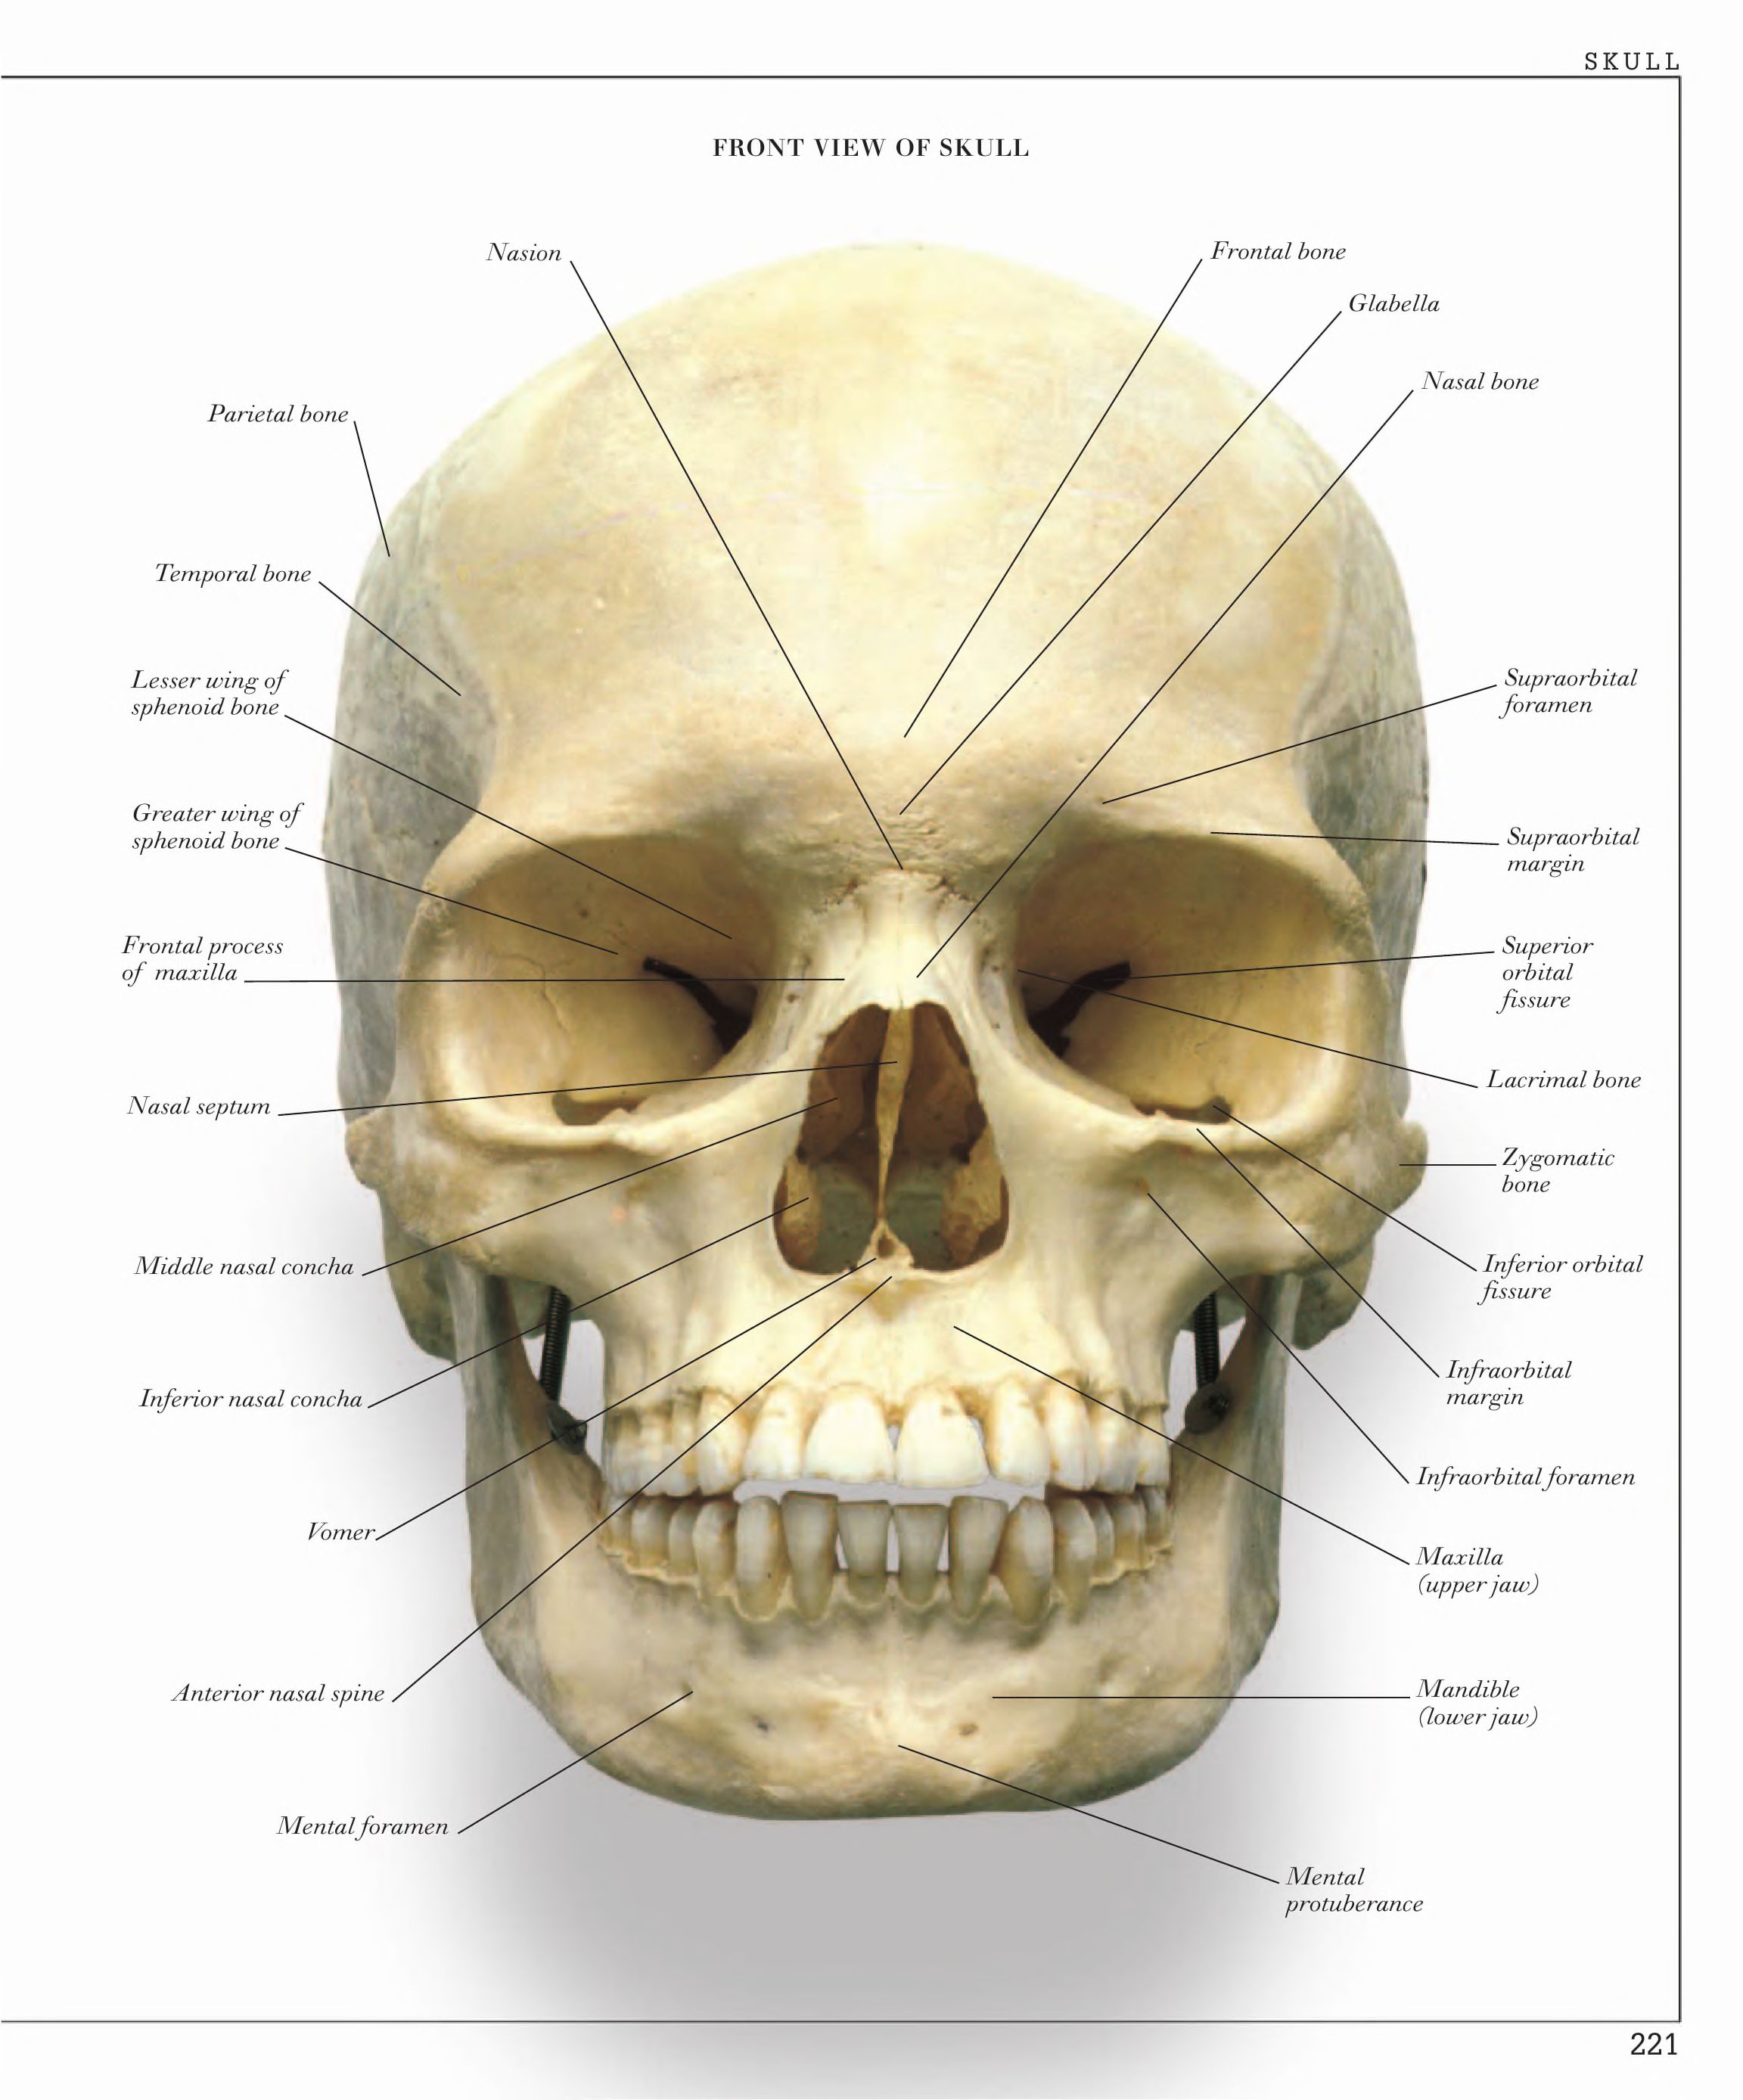 SKULL
FRONT VIEW OF SKULL
Nasion
Frontal bone
Glabella
Nasal bone
Parietal bone
Temporal bone
Lesser wing of
sphenoid bone
Supraorbital
foramen
Greater wing of
sphenoid bone
Supraorbital
margin
Frontal process
of maxilla
Superior
orbital
fissure
Nasal septum
Lacrimal bone
Zygomatic
bone
Middle nasal concha
Inferior orbital
fissure
Inferior nasal concha
Infraorbital
margin
Infraorbital foramen
Vomer
Maxilla
(upper jaw)
Anterior nasal spine
Mandible
(lower jaw)
Mental foramen
Mental
protuberance
221